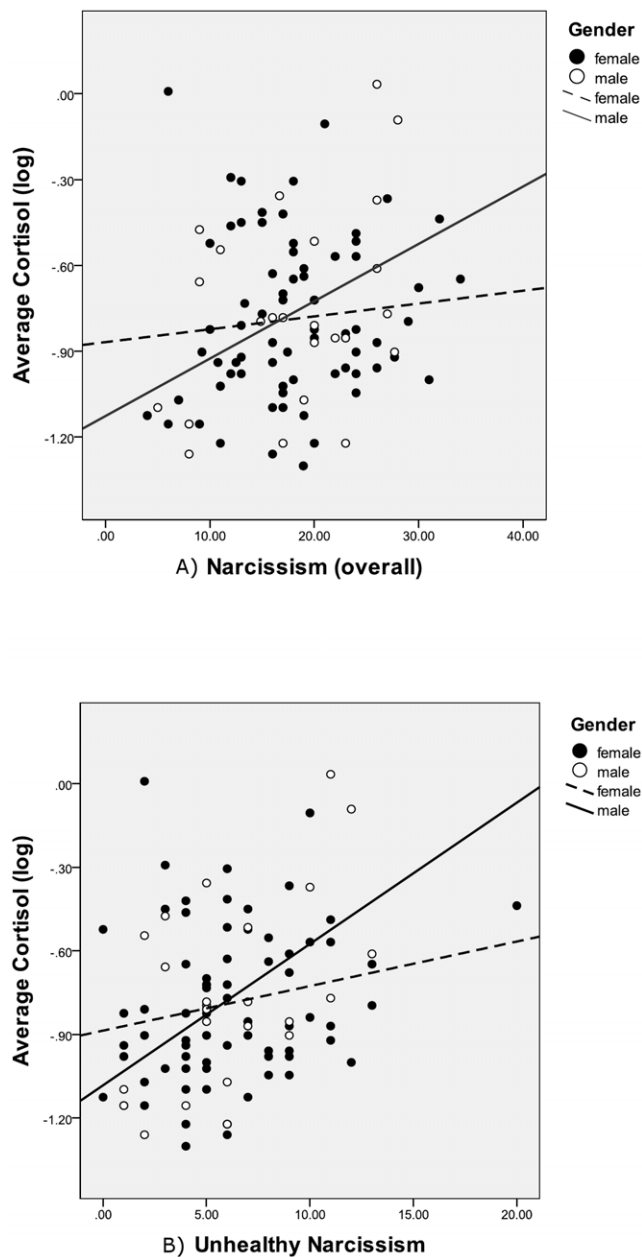 Gender
female
male
female
male
Average Cortisol (log)
.00
-.30
-.60
-.90
-1.20
.00 10.00 20.00 30.00 40.00
A) Narcissism (overall)
Gender
female
male
female
male
Average Cortisol (log)
.00
-.30
-.60
-.90
-1.20
.00 5.00 10.00 15.00 20.00
B) Unhealthy Narcissism